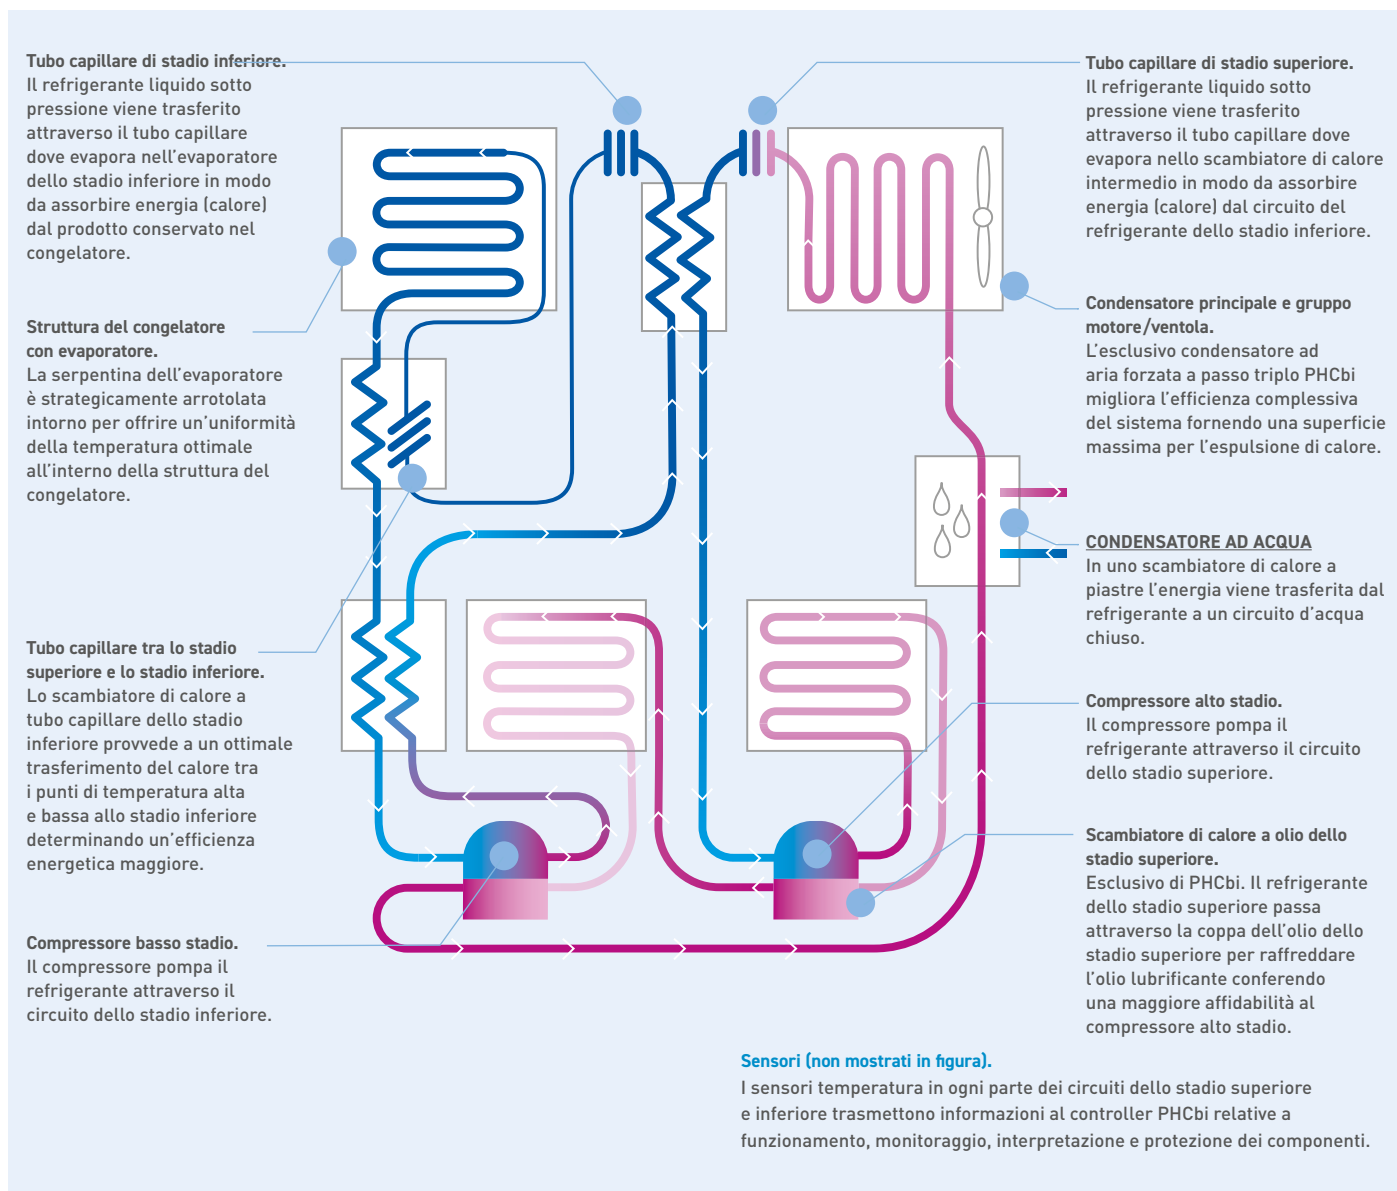 Tubo capillare di stadio inferiore.
Il refrigerante liquido sotto
pressione viene trasferito
attraverso il tubo capillare
dove evapora nell’evaporatore
dello stadio inferiore in modo
da assorbire energia (calore)
dal prodotto conservato nel
congelatore.
Struttura del congelatore
con evaporatore.
La serpentina dell’evaporatore
è strategicamente arrotolata
intorno per offrire un’uniformità
della temperatura ottimale
all’interno della struttura del
congelatore.
Tubo capillare tra lo stadio
superiore e lo stadio inferiore.
Lo scambiatore di calore a
tubo capillare dello stadio
inferiore provvede a un ottimale
trasferimento del calore tra
i punti di temperatura alta
e bassa allo stadio inferiore
determinando un’efficienza
energetica maggiore.
Compressore basso stadio.
Il compressore pompa il
refrigerante attraverso il
circuito dello stadio inferiore.
Tubo capillare di stadio superiore.
Il refrigerante liquido sotto
pressione viene trasferito
attraverso il tubo capillare dove
evapora nello scambiatore di calore
intermedio in modo da assorbire
energia (calore) dal circuito del
refrigerante dello stadio inferiore.
Condensatore principale e gruppo
motore/ventola.
L’esclusivo condensatore ad
aria forzata a passo triplo PHCbi
migliora l’efficienza complessiva
del sistema fornendo una superficie
massima per l’espulsione di calore.
CONDENSATORE AD ACQUA
In uno scambiatore di calore a
piastre l’energia viene trasferita dal
refrigerante a un circuito d’acqua
chiuso.
Compressore alto stadio.
Il compressore pompa il
refrigerante attraverso il circuito
dello stadio superiore.
Scambiatore di calore a olio dello
stadio superiore.
Esclusivo di PHCbi. Il refrigerante
dello stadio superiore passa
attraverso la coppa dell’olio dello
stadio superiore per raffreddare
l’olio lubrificante conferendo
una maggiore affidabilità al
compressore alto stadio.
Sensori (non mostrati in figura).
I sensori temperatura in ogni parte dei circuiti dello stadio superiore
e inferiore trasmettono informazioni al controller PHCbi relative a
funzionamento, monitoraggio, interpretazione e protezione dei componenti.